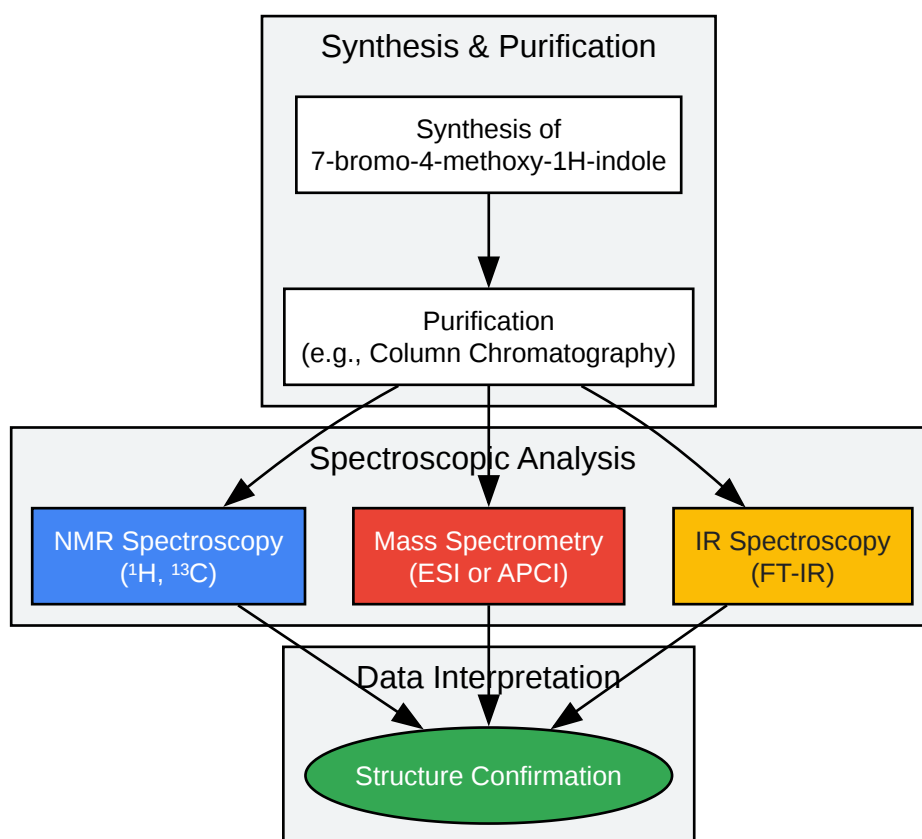 Synthesis & Purification
Synthesis of
7-bromo-4-methoxy-1H-indole
Purification
(e.g., Column Chromatography)
Spectroscopic Analysis
NMR Spectroscopy
(¹H, ¹³C)
Mass Spectrometry
(ESI or APCI)
IR Spectroscopy
(FT-IR)
Data Interpretation
Structure Confirmation